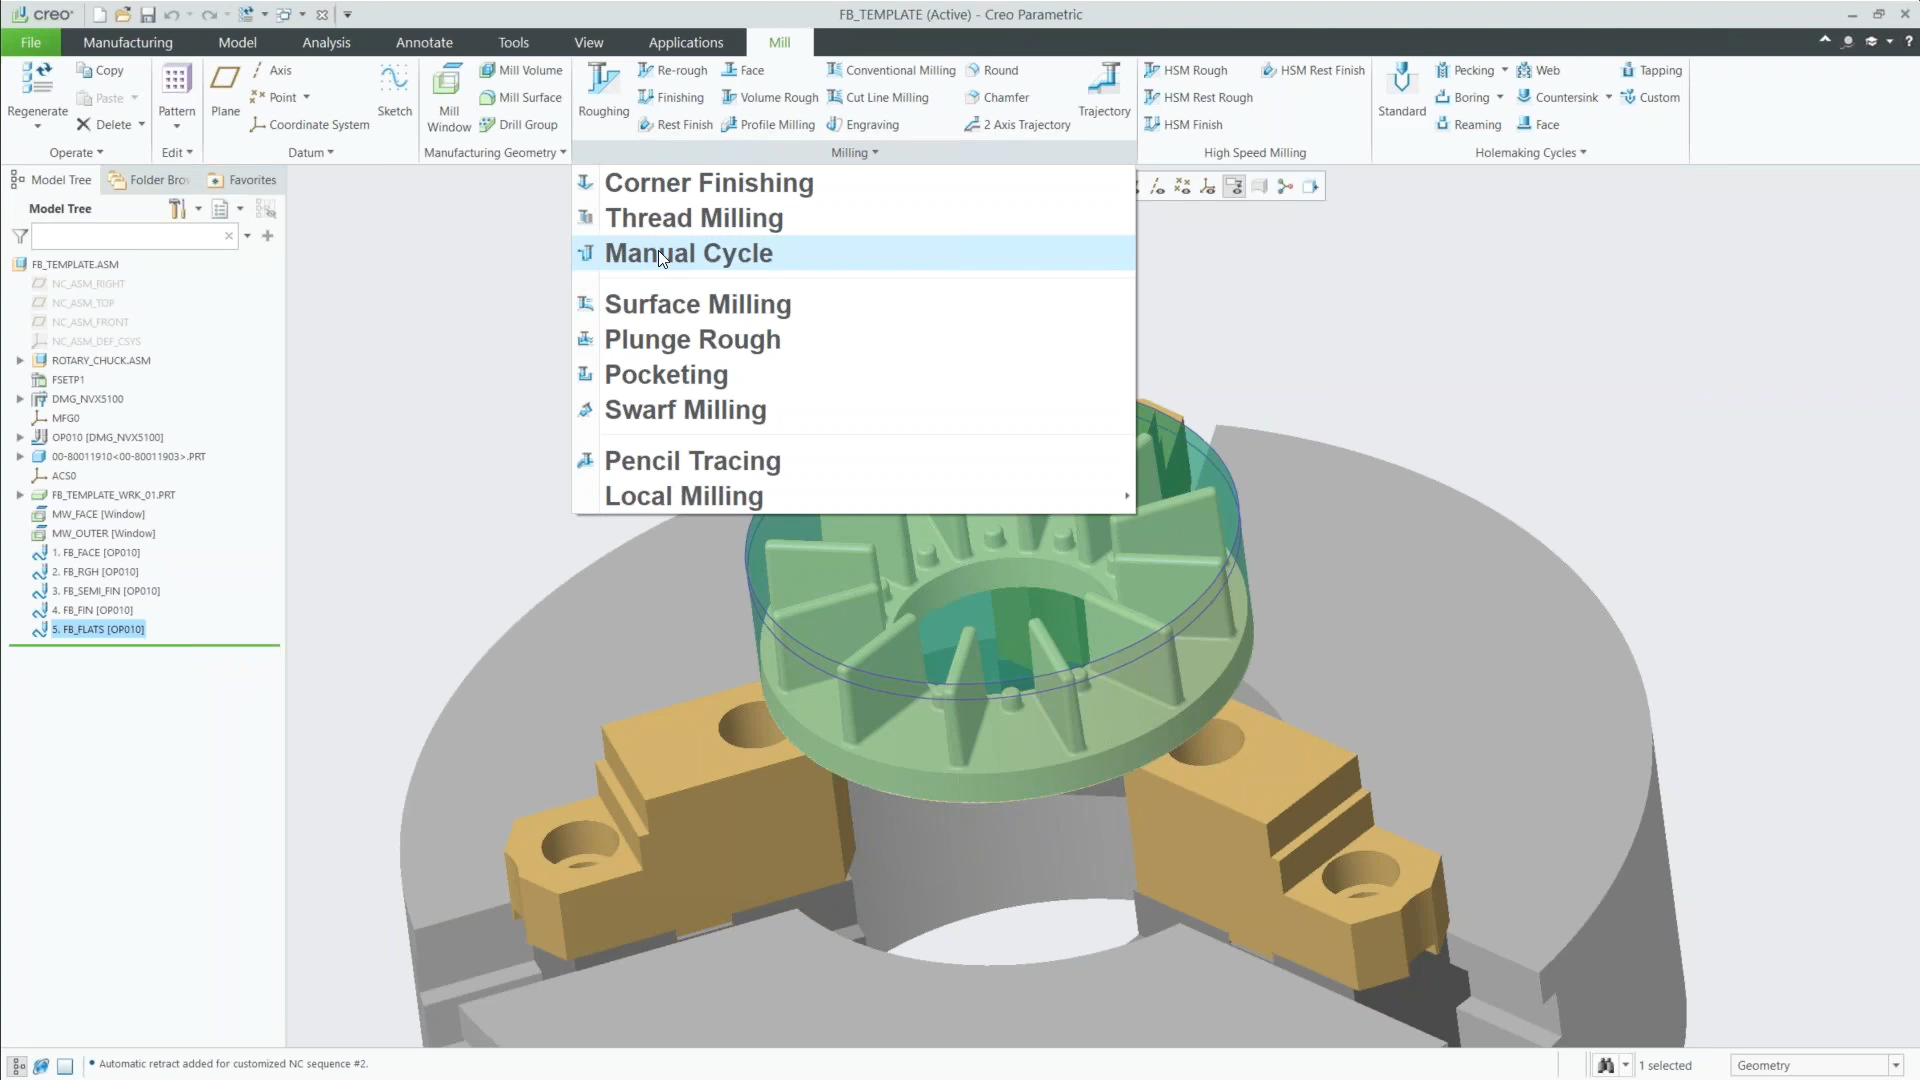 creo
FB_TEMPLATE (Active) - Creo Parametric
File Manufacturing Model Analysis Annotate Tools View Applications Mill
Regenerate
Copy
Paste
Delete
Operate
Pattern
Edit
Plane
Axis
Point
Coordinate System
Sketch
Datum
Mill Window
Mill Volume
Mill Surface
Drill Group
Manufacturing Geometry
Roughing
Re-rough
Finishing
Rest Finish
Face
Volume Rough
Profile Milling
Conventional Milling
Cut Line Milling
Engraving
Round
Chamfer
2 Axis Trajectory
Trajectory
Milling
HSM Rough
HSM Rest Rough
HSM Finish
HSM Rest Finish
High Speed Milling
Standard
Pecking
Boring
Reaming
Web
Countersink
Face
Tapping
Custom
Holemaking Cycles
Model Tree Folder Brow Favorites
Model Tree
FB_TEMPLATE.ASM
NC_ASM_RIGHT
NC_ASM_TOP
NC_ASM_FRONT
NC_ASM_DEF_CSYS
ROTARY_CHUCK.ASM
FSETP1
DMG_NVX5100
MFG0
OP010 [DMG_NVX5100]
00-80011910<00-80011903>.PRT
ACS0
FB_TEMPLATE_WRK_01.PRT
MW_FACE [Window]
MW_OUTER [Window]
1. FB_FACE [OP010]
2. FB_RGH [OP010]
3. FB_SEMI_FIN [OP010]
4. FB_FIN [OP010]
5. FB_FLATS [OP010]
Corner Finishing
Thread Milling
Manual Cycle
Surface Milling
Plunge Rough
Pocketing
Swarf Milling
Pencil Tracing
Local Milling
• Automatic retract added for customized NC sequence #2.
1 selected
Geometry